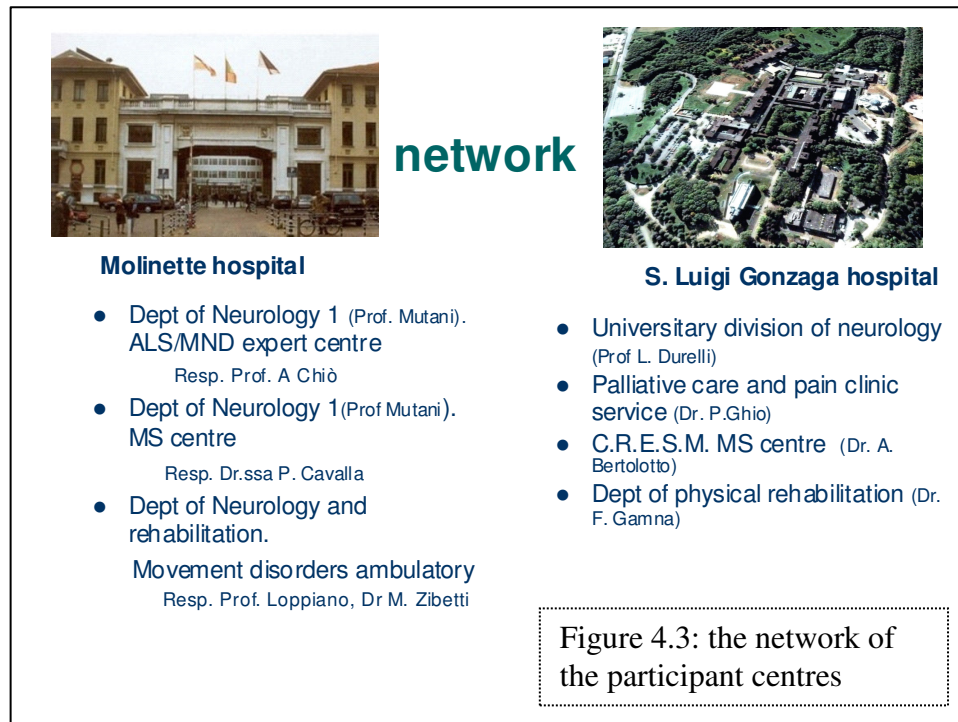 network
Molinette hospital
● Dept of Neurology 1 (Prof. Mutani).
ALS/MND expert centre
Resp. Prof. A Chiò
● Dept of Neurology 1(Prof Mutani).
MS centre
Resp. Dr.ssa P. Cavalla
● Dept of Neurology and
rehabilitation.
Movement disorders ambulatory
Resp. Prof. Loppiano, Dr M. Zibetti
S. Luigi Gonzaga hospital
● Universitary division of neurology
(Prof L. Durelli)
● Palliative care and pain clinic
service (Dr. P.Ghio)
● C.R.E.S.M. MS centre (Dr. A.
Bertolotto)
● Dept of physical rehabilitation (Dr.
F. Gamna)
Figure 4.3: the network of
the participant centres